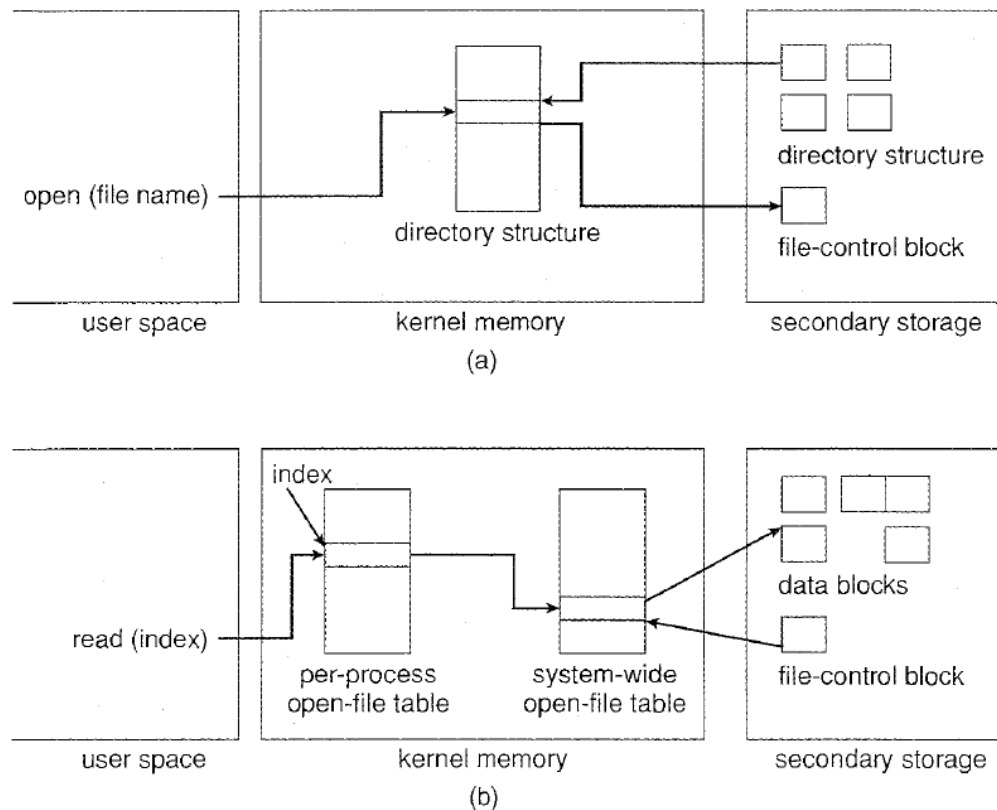 open (file name)
directory structure
directory structure
file-control block
user space
kernel memory
secondary storage
(a)
index
read (index)
per-process
open-file table
system-wide
open-file table
data blocks
file-control block
user space
kernel memory
secondary storage
(b)